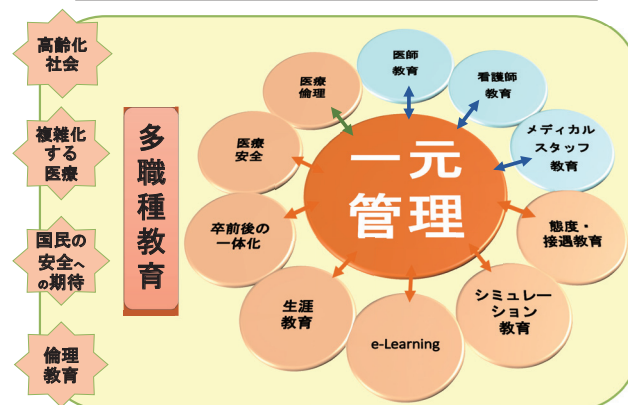 高齢化
社会
複雑化
する
医療
国民の
安全へ
の期待
倫理
教育
多職種教育
一元
管理
医師
教育
看護師
教育
メディカル
スタッフ
教育
態度・
接遇教育
シミュレー
ション
教育
e-Learning
生涯
教育
卒前後の
一体化
医療
安全
医療
倫理